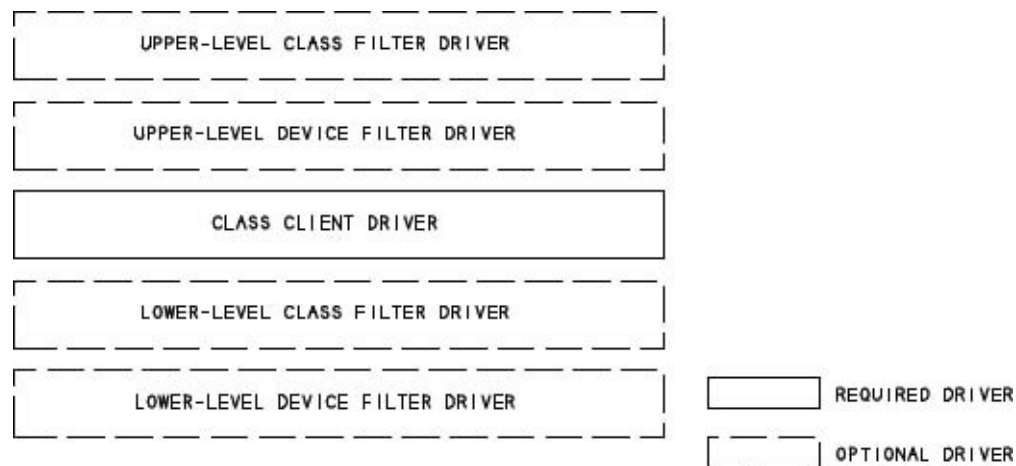 UPPER-LEVEL CLASS FILTER DRIVER
UPPER-LEVEL DEVICE FILTER DRIVER
CLASS CLIENT DRIVER
LOWER-LEVEL CLASS FILTER DRIVER
LOWER-LEVEL DEVICE FILTER DRIVER
REQUIRED DRIVER
OPTIONAL DRIVER